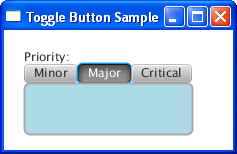 Toggle Button Sample
Priority:
Minor Major Critical